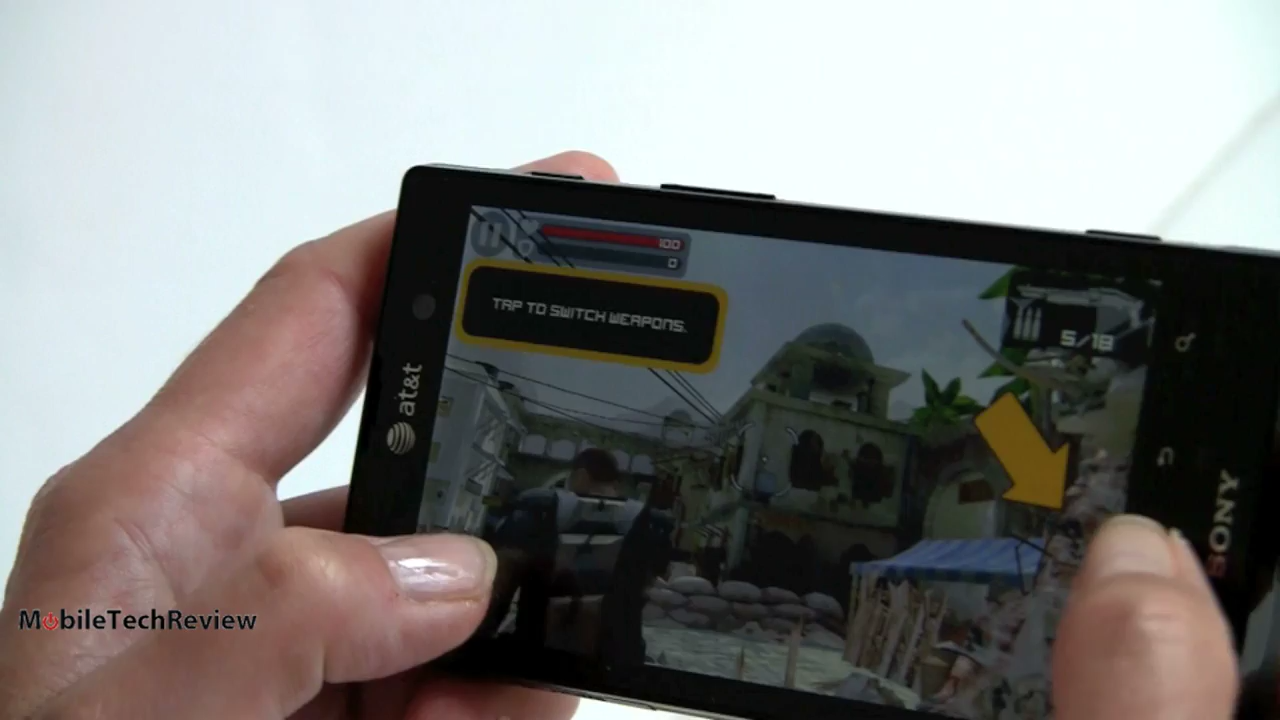 100
0
TAP TO SWITCH WEAPONS.
5/18
at&t
SONY
MobileTechReview